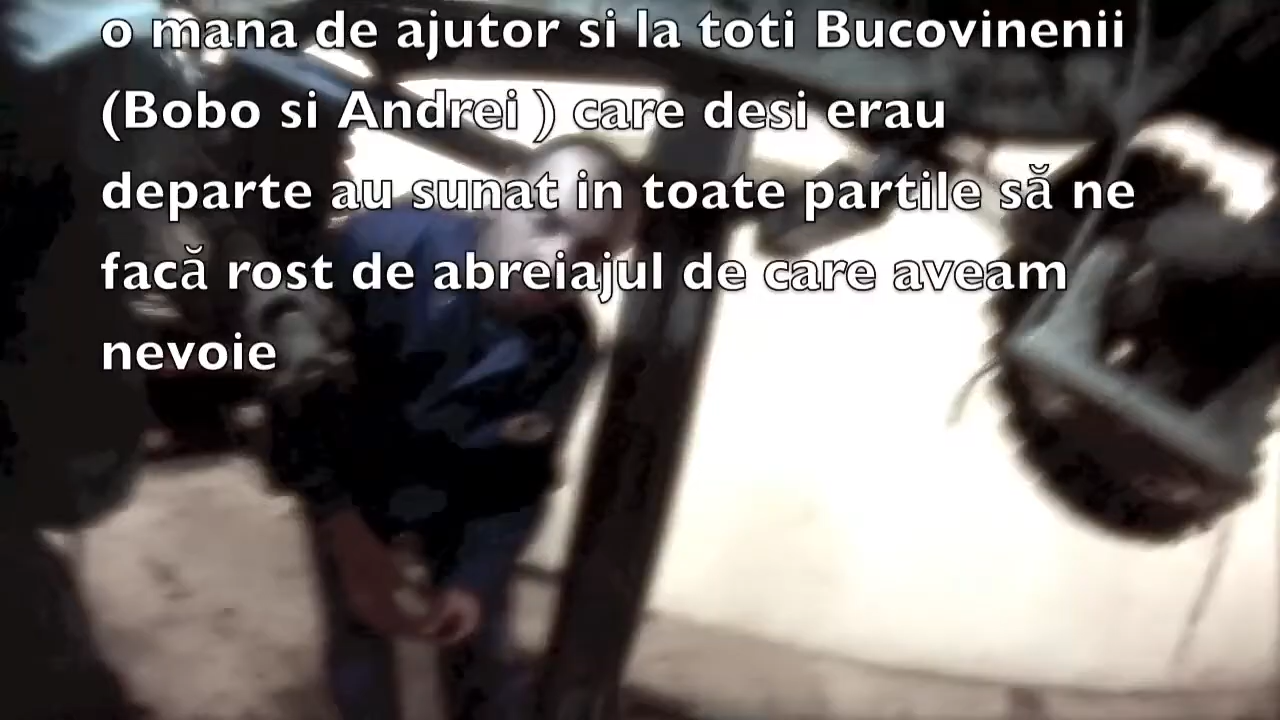 o mana de ajutor si la toti Bucovinenii
(Bobo si Andrei ) care desi erau
departe au sunat in toate partile să ne
facă rost de abreiajul de care aveam
nevoie